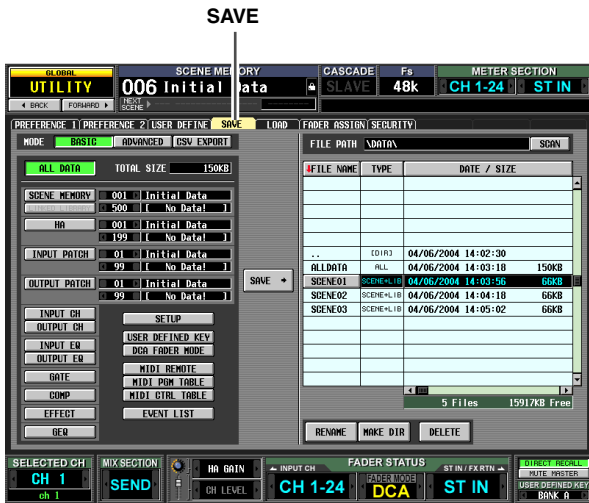 SAVE
GLOBAL
UTILITY
BACK FORWARD
SCENE MEMORY
006 Initial Data
NEXT SCENE
CASCADE
SLAVE
Fs
48k
METER SECTION
CH 1-24 ST IN
PREFERENCE 1 PREFERENCE 2 USER DEFINE SAVE LOAD FADER ASSIGN SECURITY
MODE BASIC ADVANCED CSV EXPORT
ALL DATA TOTAL SIZE 150KB
SCENE MEMORY 001 Initial Data
500 [ No Data! ]
HA 001 Initial Data
199 [ No Data! ]
INPUT PATCH 01 Initial Data
99 [ No Data! ]
OUTPUT PATCH 01 Initial Data
99 [ No Data! ]
INPUT CH
OUTPUT CH
INPUT EQ
OUTPUT EQ
GATE
COMP
EFFECT
GEQ
SETUP
USER DEFINED KEY
DCA FADER MODE
MIDI REMOTE
MIDI PGM TABLE
MIDI CTRL TABLE
EVENT LIST
SAVE →
FILE PATH \DATA\ SCAN
FILE NAME TYPE DATE / SIZE
.. [DIR] 04/06/2004 14:02:30
ALLDATA ALL 04/06/2004 14:03:18 150KB
SCENE01 SCENE+LIB 04/06/2004 14:03:56 66KB
SCENE02 SCENE+LIB 04/06/2004 14:04:18 66KB
SCENE03 SCENE+LIB 04/06/2004 14:05:02 66KB
5 Files 15917KB Free
RENAME MAKE DIR DELETE
SELECTED CH
CH 1
ch 1
MIX SECTION
SEND
HA GAIN
CH LEVEL
FADER STATUS
INPUT CH
CH 1-24
FADER MODE
DCA
ST IN / FX RTN
ST IN
DIRECT RECALL
MUTE MASTER
USER DEFINED KEY
BANK A